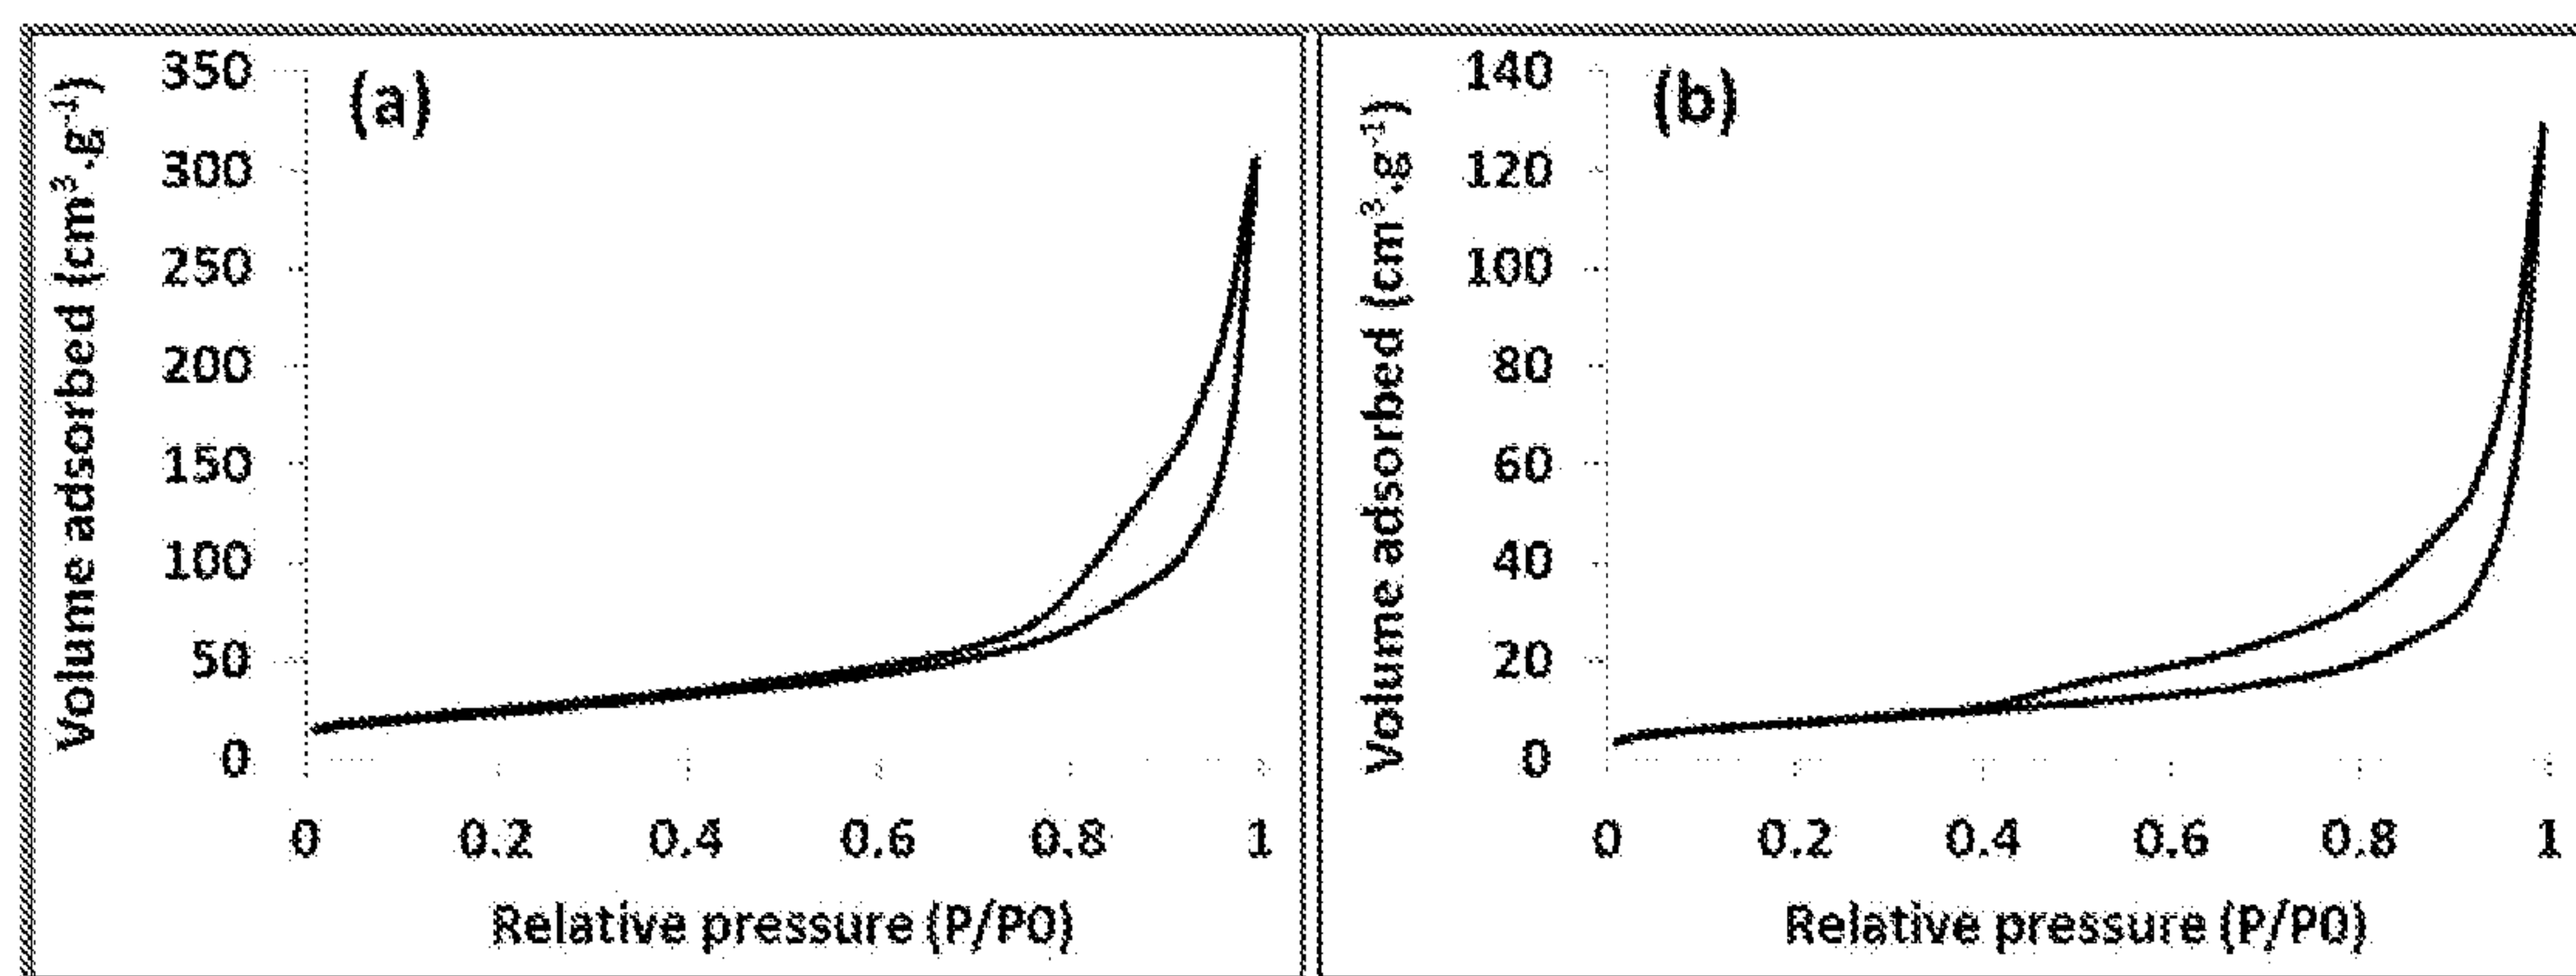 (a)
Volume adsorbed (cm³.g⁻¹)
350
300
250
200
150
100
50
0
0 0.2 0.4 0.6 0.8 1
Relative pressure (P/P0)
(b)
Volume adsorbed (cm³.g⁻¹)
140
120
100
80
60
40
20
0
0 0.2 0.4 0.6 0.8 1
Relative pressure (P/P0)